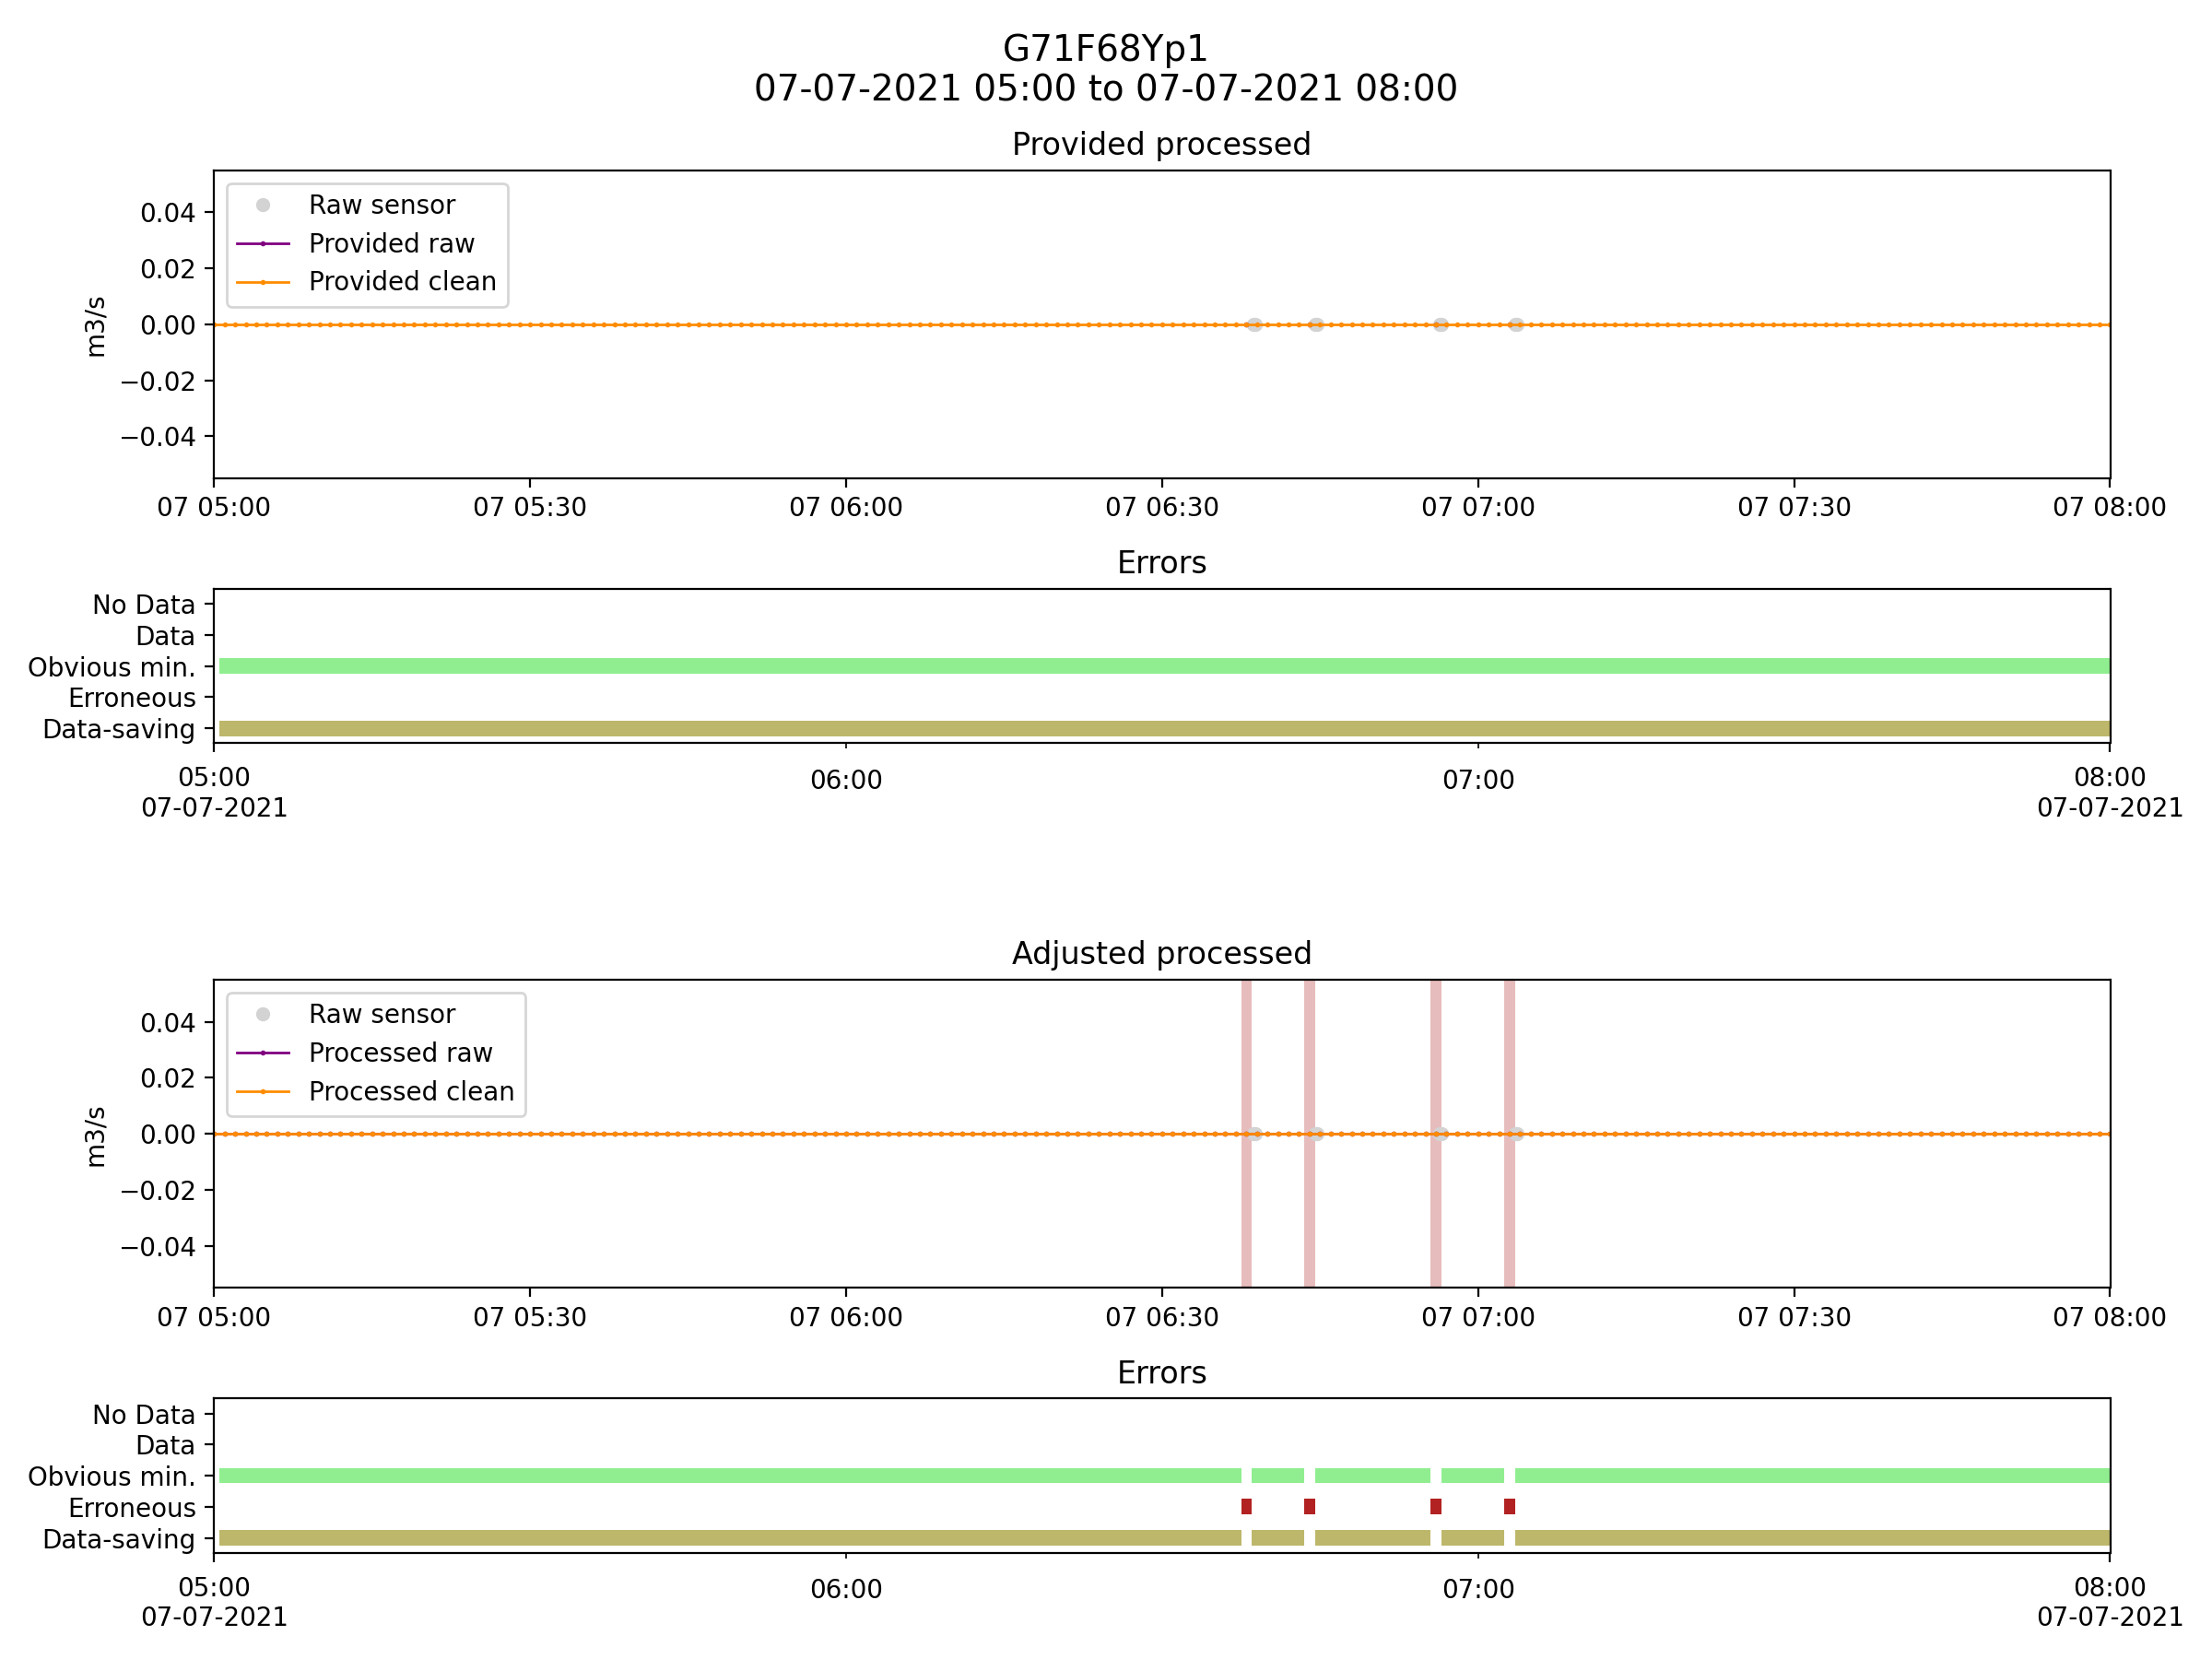 G71F68Yp1
07-07-2021 05:00 to 07-07-2021 08:00
Provided processed
Raw sensor
Provided raw
Provided clean
m3/s
0.04
0.02
0.00
−0.02
−0.04
07 05:00 07 05:30 07 06:00 07 06:30 07 07:00 07 07:30 07 08:00
Errors
No Data
Data
Obvious min.
Erroneous
Data-saving
05:00 06:00 07:00 08:00
07-07-2021 07-07-2021
Adjusted processed
Raw sensor
Processed raw
Processed clean
m3/s
0.04
0.02
0.00
−0.02
−0.04
07 05:00 07 05:30 07 06:00 07 06:30 07 07:00 07 07:30 07 08:00
Errors
No Data
Data
Obvious min.
Erroneous
Data-saving
05:00 06:00 07:00 08:00
07-07-2021 07-07-2021